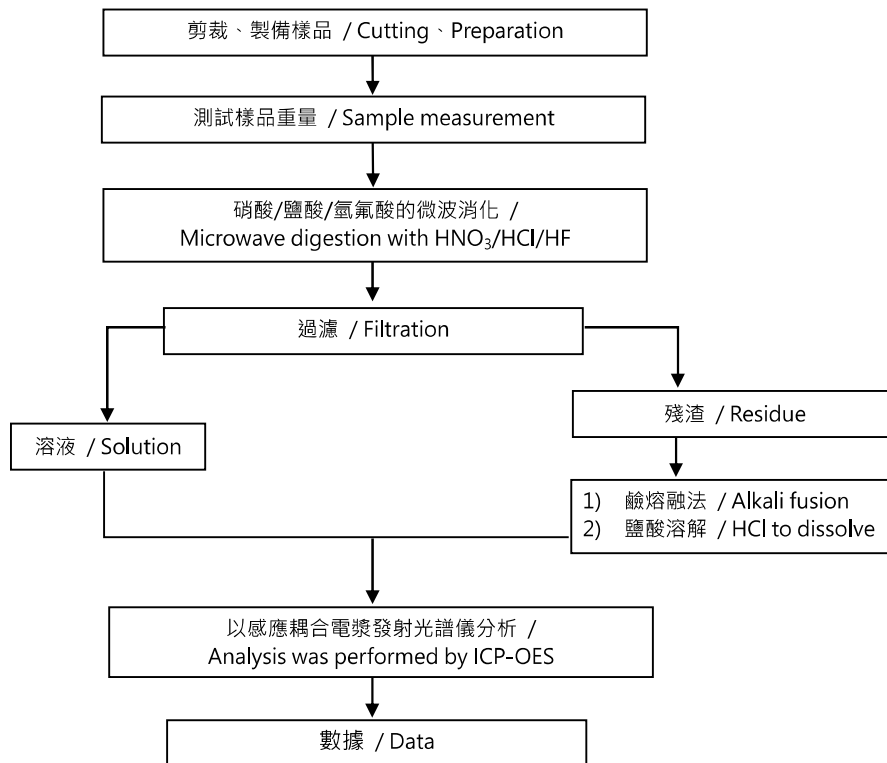 剪裁、製備樣品 / Cutting、Preparation
測試樣品重量 / Sample measurement
硝酸/鹽酸/氫氟酸的微波消化 /
Microwave digestion with HNO₃/HCl/HF
過濾 / Filtration
溶液 / Solution
殘渣 / Residue
1) 鹼熔融法 / Alkali fusion
2) 鹽酸溶解 / HCl to dissolve
以感應耦合電漿發射光譜儀分析 /
Analysis was performed by ICP-OES
數據 / Data